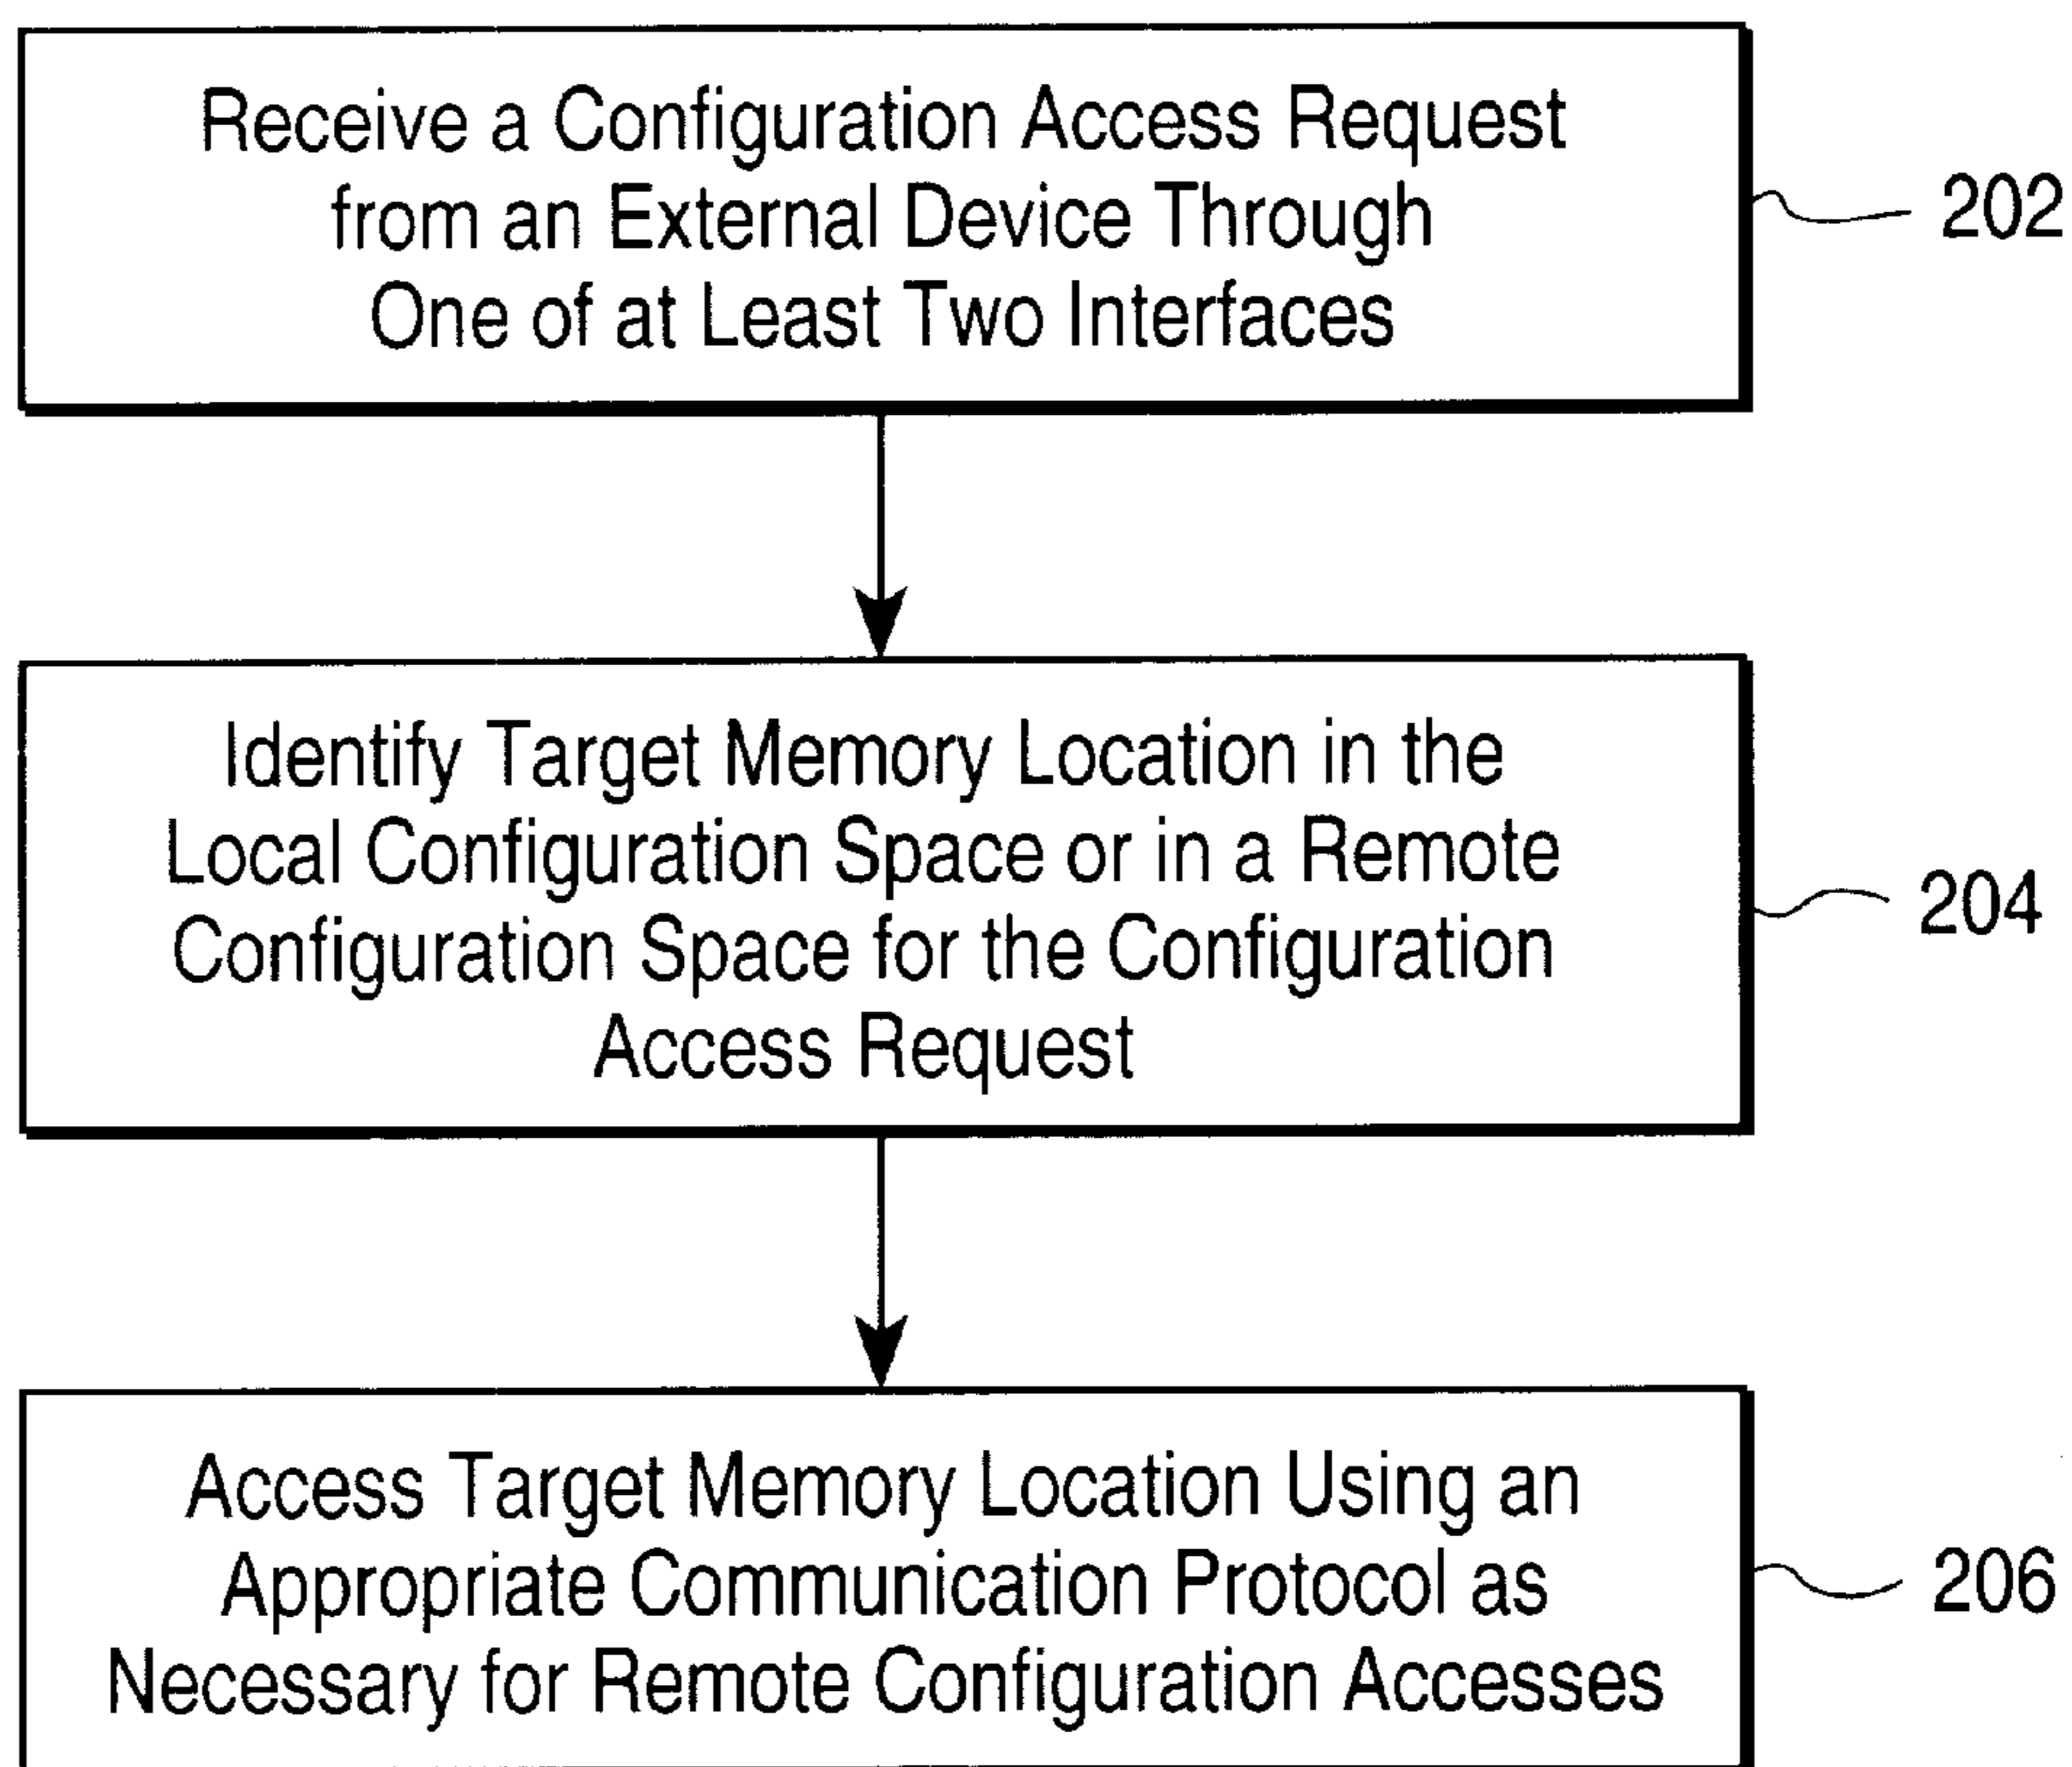 Receive a Configuration Access Request
from an External Device Through
One of at Least Two Interfaces
202
Identify Target Memory Location in the
Local Configuration Space or in a Remote
Configuration Space for the Configuration
Access Request
204
Access Target Memory Location Using an
Appropriate Communication Protocol as
Necessary for Remote Configuration Accesses
206